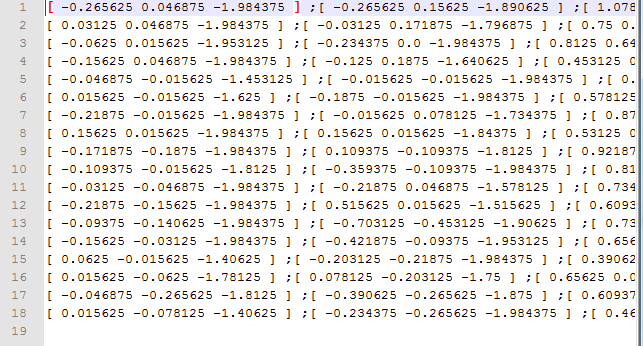 1 [ -0.265625 0.046875 -1.984375 ] ;[ -0.265625 0.15625 -1.890625 ] ;[ 1.078
2 [ 0.03125 0.046875 -1.984375 ] ;[ -0.03125 0.171875 -1.796875 ] ;[ 0.75 0.
3 [ -0.0625 0.015625 -1.953125 ] ;[ -0.234375 0.0 -1.984375 ] ;[ 0.8125 0.64
4 [ -0.15625 0.046875 -1.984375 ] ;[ -0.125 0.1875 -1.640625 ] ;[ 0.453125 0
5 [ -0.046875 -0.015625 -1.453125 ] ;[ -0.015625 -0.015625 -1.984375 ] ;[ 0.
6 [ 0.015625 -0.015625 -1.625 ] ;[ -0.1875 -0.015625 -1.984375 ] ;[ 0.578125
7 [ -0.21875 -0.015625 -1.984375 ] ;[ -0.015625 0.078125 -1.734375 ] ;[ 0.87
8 [ 0.15625 0.015625 -1.984375 ] ;[ 0.15625 0.015625 -1.84375 ] ;[ 0.53125 0
9 [ -0.171875 -0.1875 -1.984375 ] ;[ 0.109375 -0.109375 -1.8125 ] ;[ 0.92187
10 [ -0.109375 -0.015625 -1.8125 ] ;[ -0.359375 -0.109375 -1.984375 ] ;[ 0.81
11 [ -0.03125 -0.046875 -1.984375 ] ;[ -0.21875 0.046875 -1.578125 ] ;[ 0.734
12 [ -0.21875 -0.15625 -1.984375 ] ;[ 0.515625 0.015625 -1.515625 ] ;[ 0.6093
13 [ -0.09375 -0.140625 -1.984375 ] ;[ -0.703125 -0.453125 -1.90625 ] ;[ 0.73
14 [ -0.15625 -0.03125 -1.984375 ] ;[ -0.421875 -0.09375 -1.953125 ] ;[ 0.656
15 [ 0.0625 -0.015625 -1.40625 ] ;[ -0.203125 -0.21875 -1.984375 ] ;[ 0.39062
16 [ 0.015625 -0.0625 -1.78125 ] ;[ 0.078125 -0.203125 -1.75 ] ;[ 0.65625 0.0
17 [ -0.046875 -0.265625 -1.8125 ] ;[ -0.390625 -0.265625 -1.875 ] ;[ 0.60937
18 [ 0.015625 -0.078125 -1.40625 ] ;[ -0.234375 -0.265625 -1.984375 ] ;[ 0.46
19